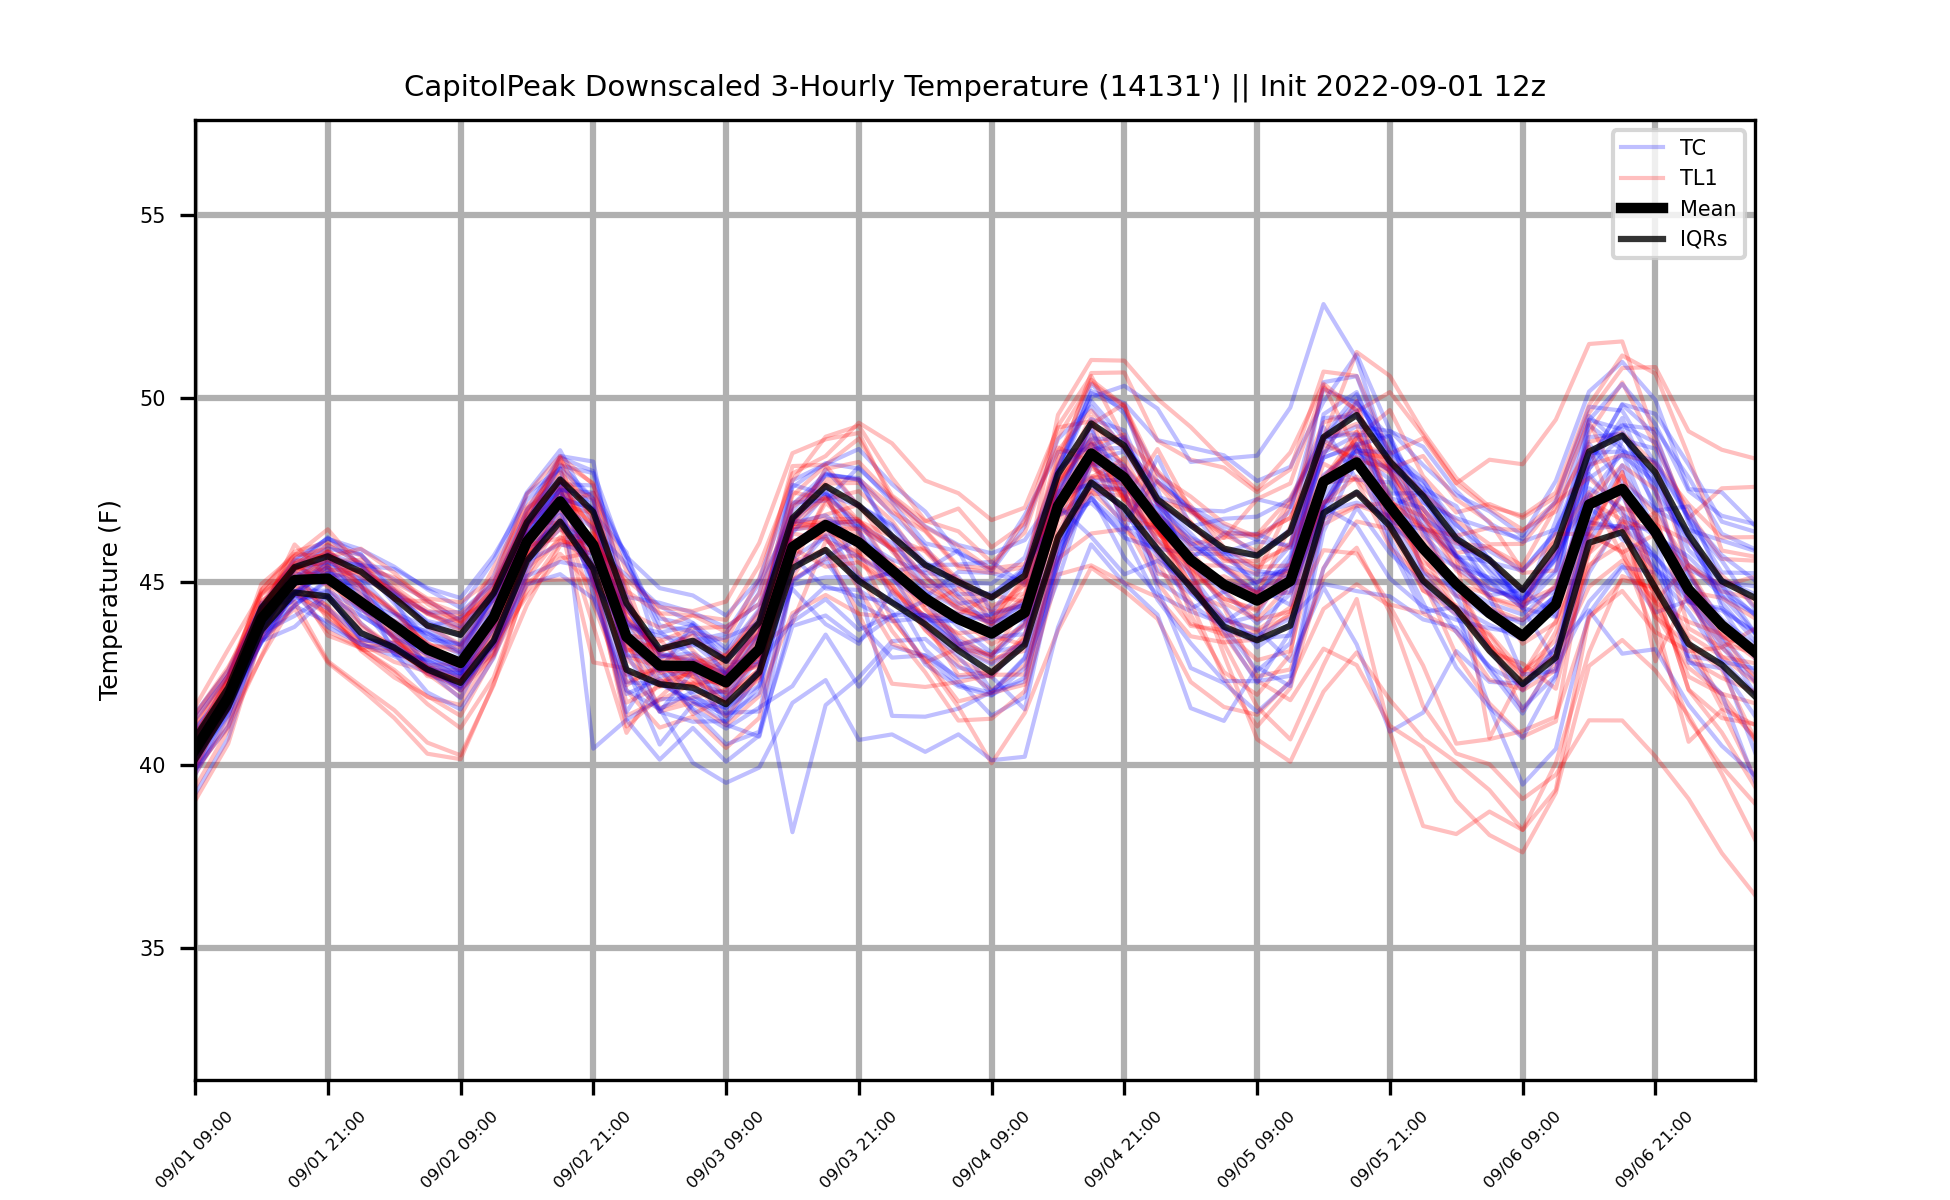 CapitolPeak Downscaled 3-Hourly Temperature (14131') || Init 2022-09-01 12z
TC
TL1
Mean
IQRs
Temperature (F)
55
50
45
40
35
09/01 09:00
09/01 21:00
09/02 09:00
09/02 21:00
09/03 09:00
09/03 21:00
09/04 09:00
09/04 21:00
09/05 09:00
09/05 21:00
09/06 09:00
09/06 21:00